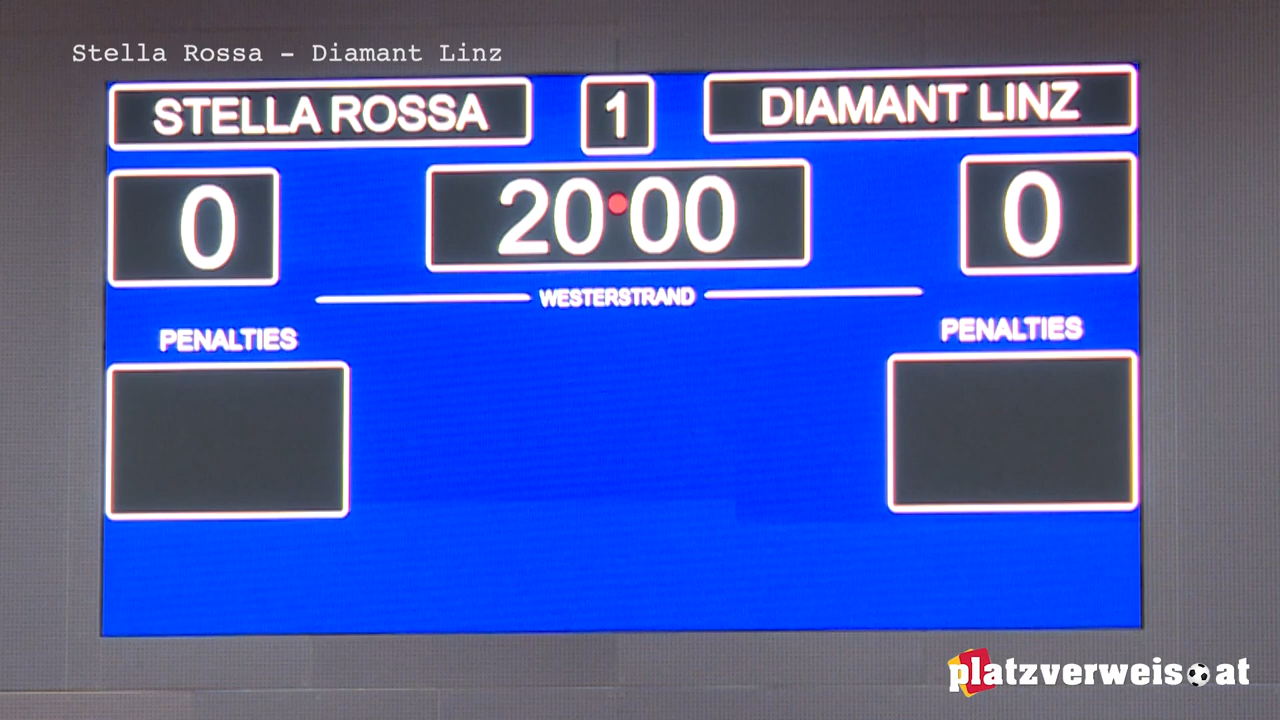 Stella Rossa - Diamant Linz
STELLA ROSSA 1 DIAMANT LINZ
0 20:00 0
WESTERSTRAND
PENALTIES PENALTIES
platzverweis.at